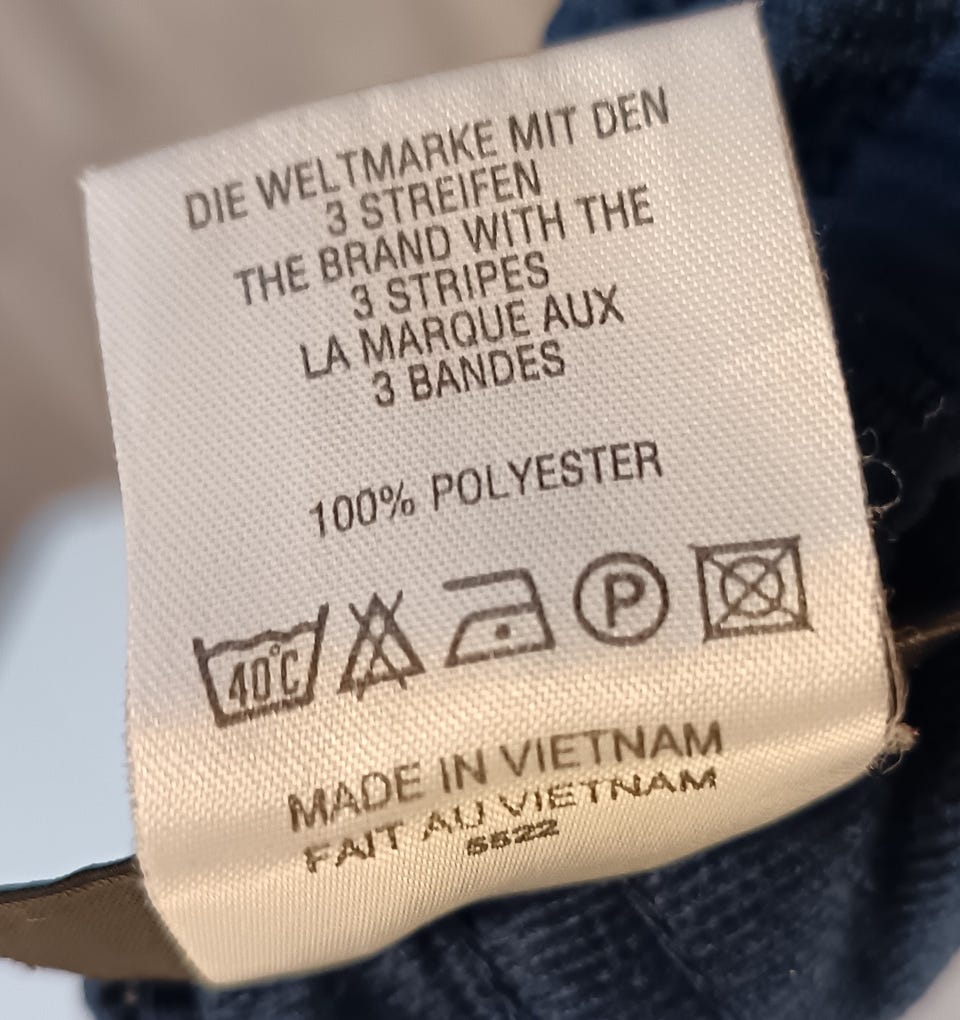 DIE WELTMARKE MIT DEN
3 STREIFEN
THE BRAND WITH THE
3 STRIPES
LA MARQUE AUX
3 BANDES
100% POLYESTER
40°C P
MADE IN VIETNAM
FAIT AU VIETNAM
5522